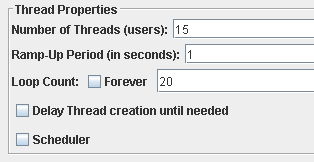 Thread Properties
Number of Threads (users): 15
Ramp-Up Period (in seconds): 1
Loop Count: Forever 20
Delay Thread creation until needed
Scheduler